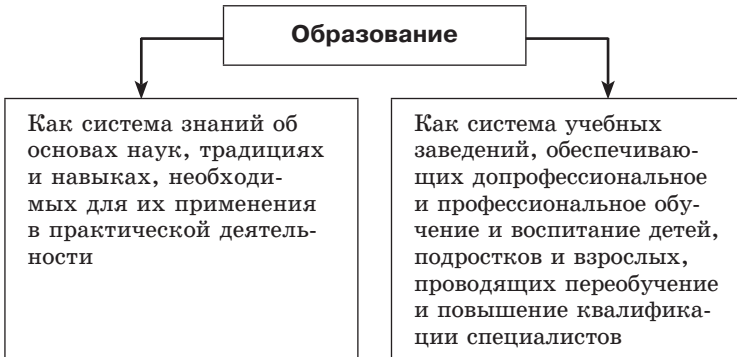 Образование
Как система знаний об
основах наук, традициях
и навыках, необходи-
мых для их применения
в практической деятель-
ности
Как система учебных
заведений, обеспечиваю-
щих допрофессиональное
и профессиональное обу-
чение и воспитание детей,
подростков и взрослых,
проводящих переобучение
и повышение квалифика-
ции специалистов